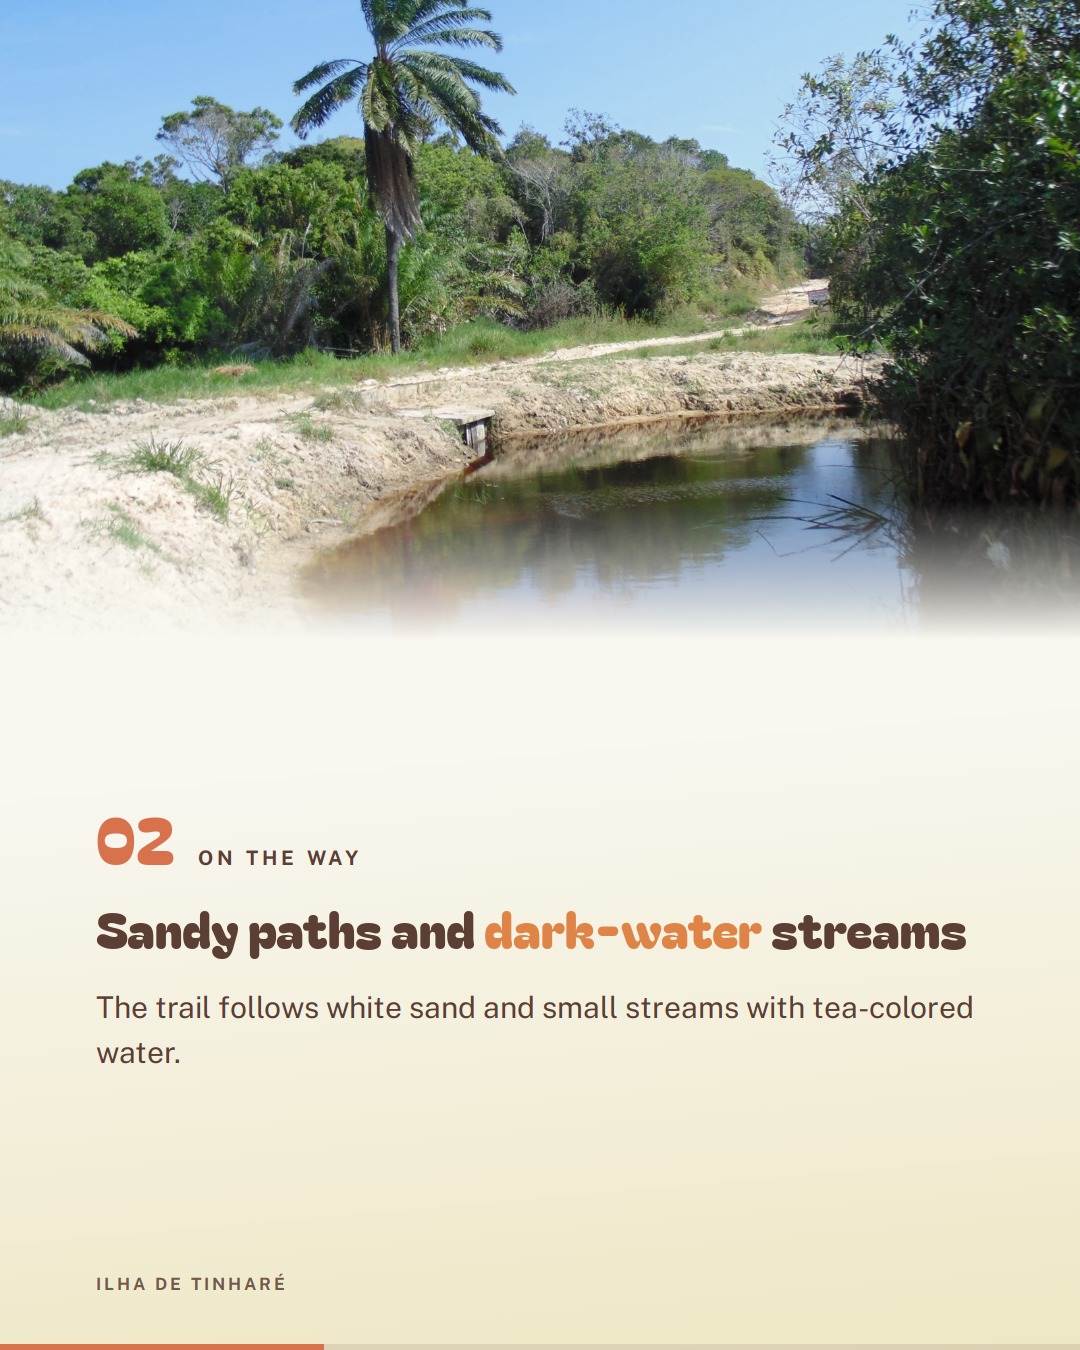 02 ON THE WAY
Sandy paths and dark-water streams
The trail follows white sand and small streams with tea-colored
water.
ILHA DE TINHARÉ